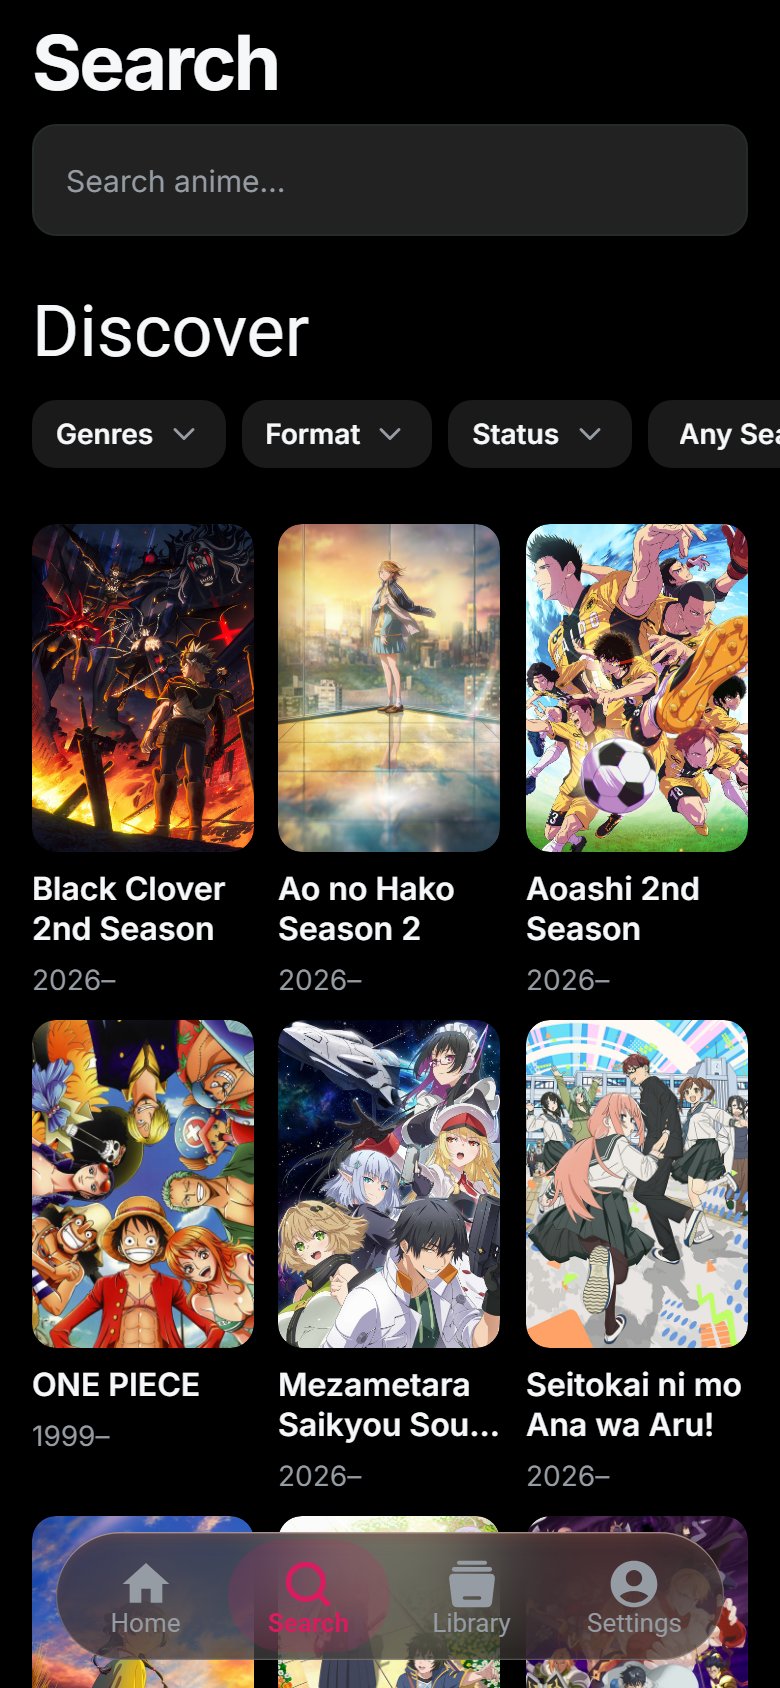 Search
Search anime...
Discover
Genres
Format
Status
Any Sea
Black Clover
2nd Season
2026–
Ao no Hako
Season 2
2026–
Aoashi 2nd
Season
2026–
ONE PIECE
1999–
Mezametara
Saikyou Sou...
2026–
Seitokai ni mo
Ana wa Aru!
2026–
Home
Search
Library
Settings